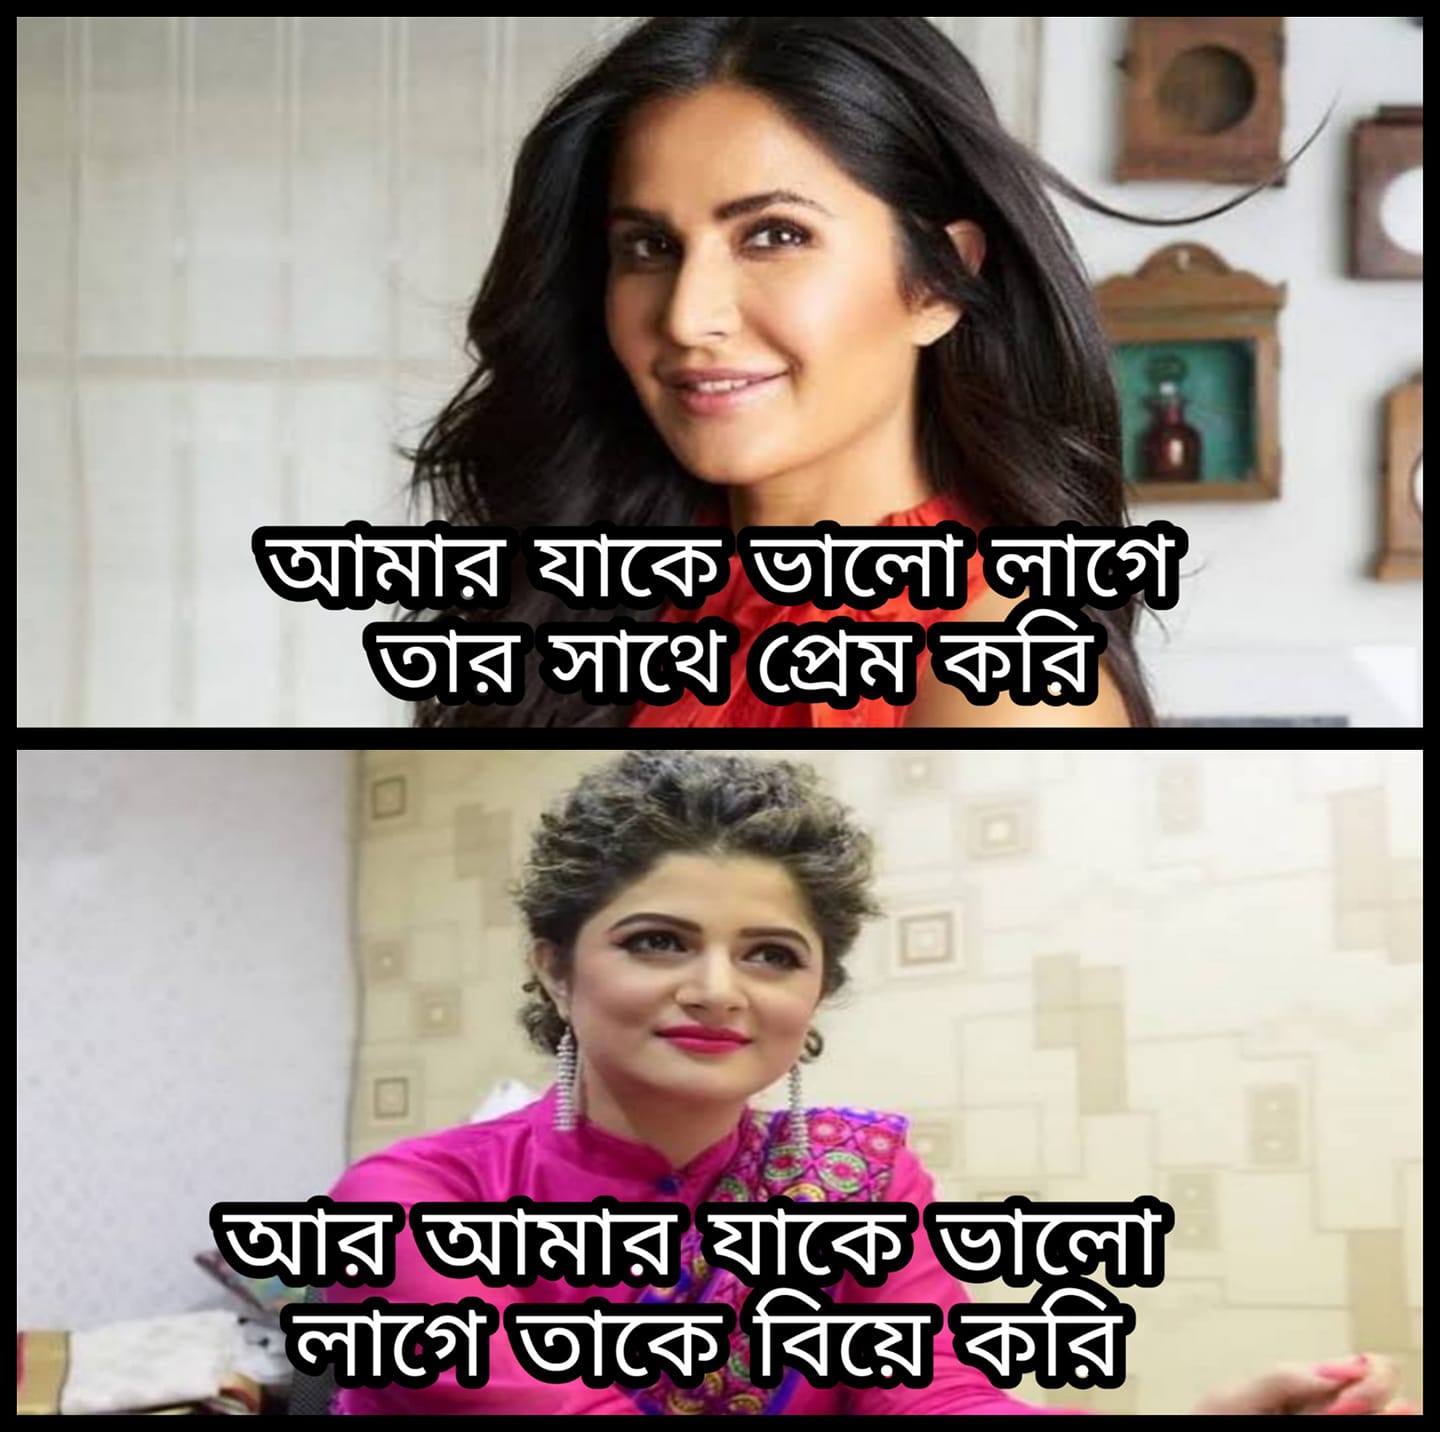 আমার যাকে ভালো লাগে
তার সাথে প্রেম করি
আর আমার যাকে ভালো
লাগে তাকে বিয়ে করি